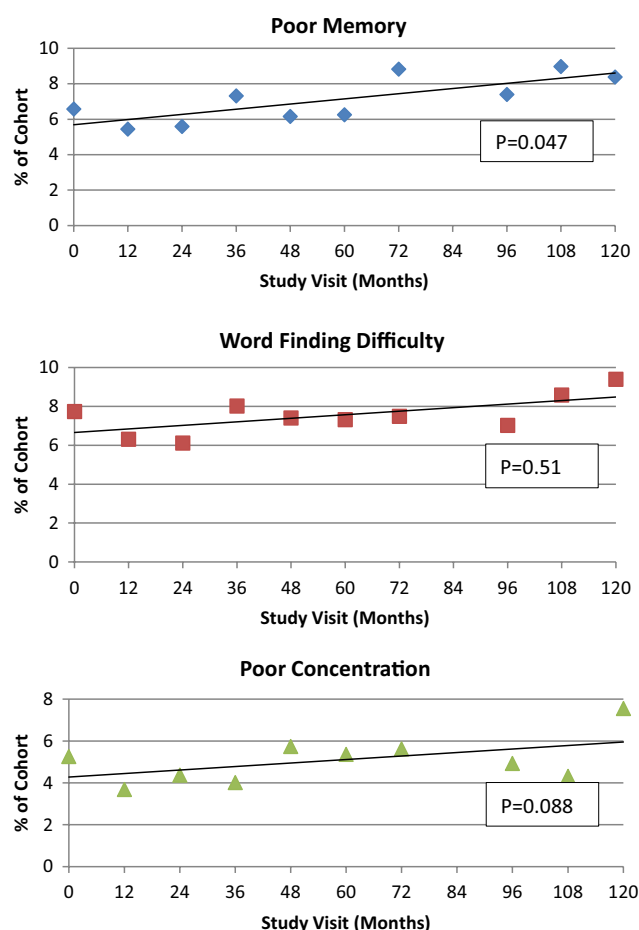 Poor Memory
10
8
6
4
2
0
% of Cohort
P=0.047
0 12 24 36 48 60 72 84 96 108 120
Study Visit (Months)
Word Finding Difficulty
10
8
6
4
2
0
% of Cohort
P=0.51
0 12 24 36 48 60 72 84 96 108 120
Study Visit (Months)
Poor Concentration
8
6
4
2
0
% of Cohort
P=0.088
0 12 24 36 48 60 72 84 96 108 120
Study Visit (Months)